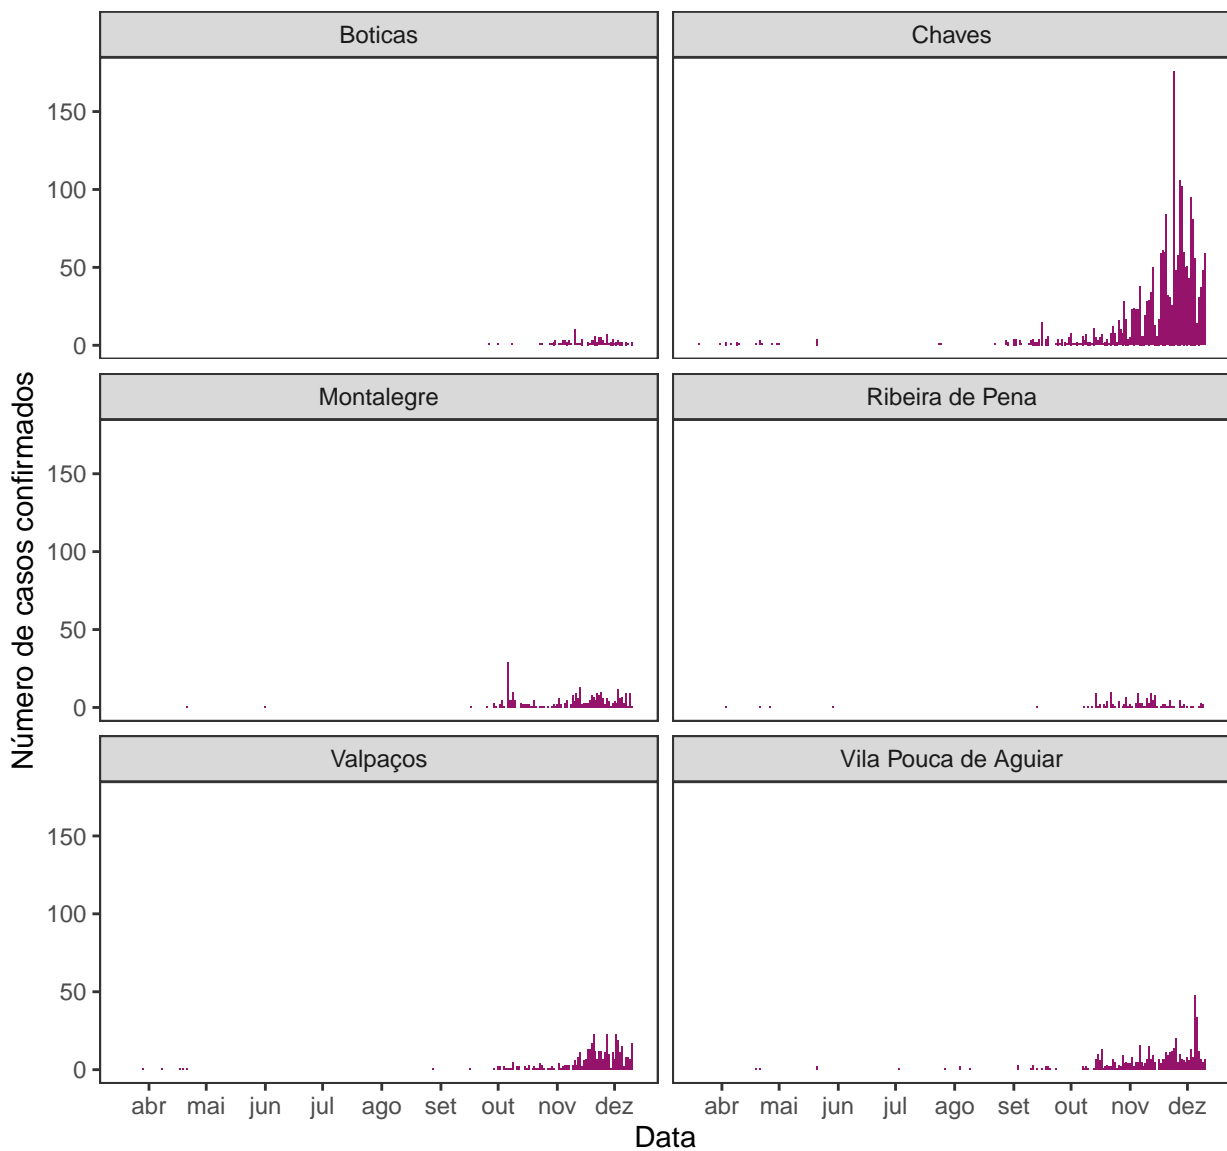 Boticas
Chaves
150
100
50
0
Montalegre
Ribeira de Pena
150
100
50
0
Número de casos confirmados
Valpaços
Vila Pouca de Aguiar
150
100
50
0
abr mai jun jul ago set out nov dez
abr mai jun jul ago set out nov dez
Data